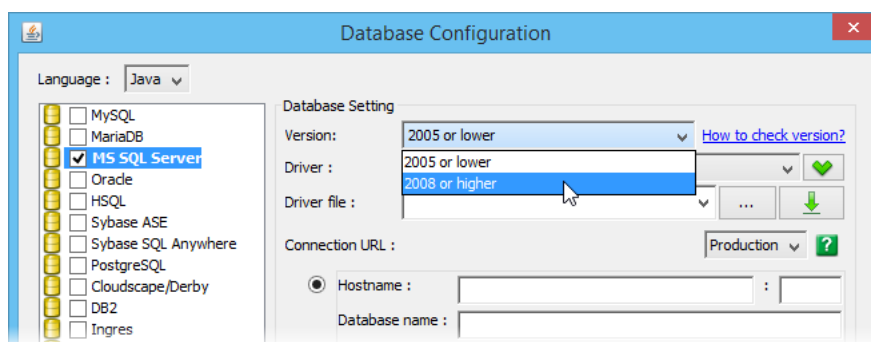 Database Configuration
Language : Java
MySQL
MariaDB
MS SQL Server
Oracle
HSQL
Sybase ASE
Sybase SQL Anywhere
PostgreSQL
Cloudscape/Derby
DB2
Ingres
Database Setting
Version: 2005 or lower How to check version?
2005 or lower
2008 or higher
Driver :
Driver file : ...
Connection URL : Production ?
Hostname : :
Database name :